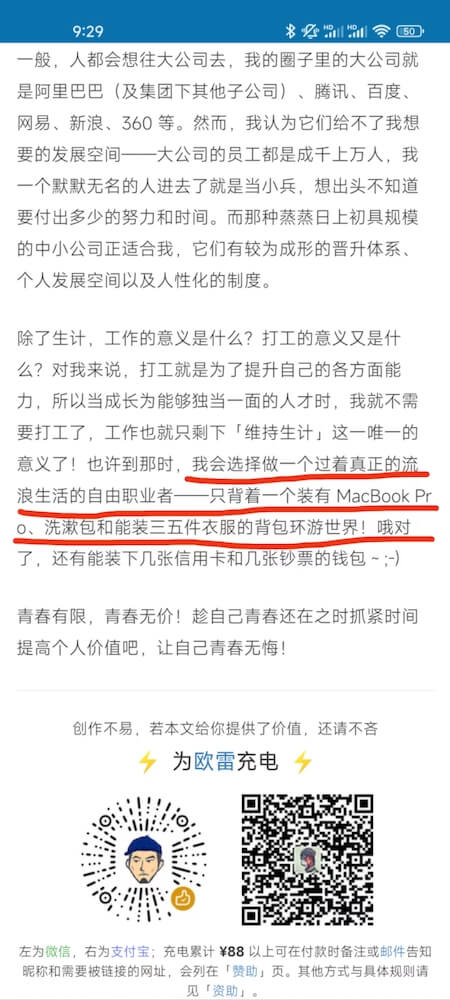 9:29
HD
HD
50
一般，人都会想往大公司去，我的圈子里的大公司就
是阿里巴巴（及集团下其他子公司）、腾讯、百度、
网易、新浪、360 等。然而，我认为它们给不了我想
要的发展空间——大公司的员工都是成千上万人，我
一个默默无名的人进去了就是当小兵，想出头不知道
要付出多少的努力和时间。而那种蒸蒸日上初具规模
的中小公司正适合我，它们有较为成形的晋升体系、
个人发展空间以及人性化的制度。
除了生计，工作的意义是什么？打工的意义又是什
么？对我来说，打工就是为了提升自己的各方面能
力，所以当成长为能够独当一面的人才时，我就不需
要打工了，工作也就只剩下「维持生计」这一唯一的
意义了！也许到那时，我会选择做一个过着真正的流
浪生活的自由职业者——只背着一个装有 MacBook Pr
o、洗漱包和能装三五件衣服的背包环游世界！哦对
了，还有能装下几张信用卡和几张钞票的钱包 ~ ;-)
青春有限，青春无价！趁自己青春还在之时抓紧时间
提高个人价值吧，让自己青春无悔！
创作不易，若本文给你提供了价值，还请不吝
⚡ 为欧雷充电 ⚡
左为微信，右为支付宝；充电累计 ¥88 以上可在付款时备注或邮件告知
昵称和需要被链接的网址，会列在「赞助」页。其他方式与具体规则请
见「资助」。